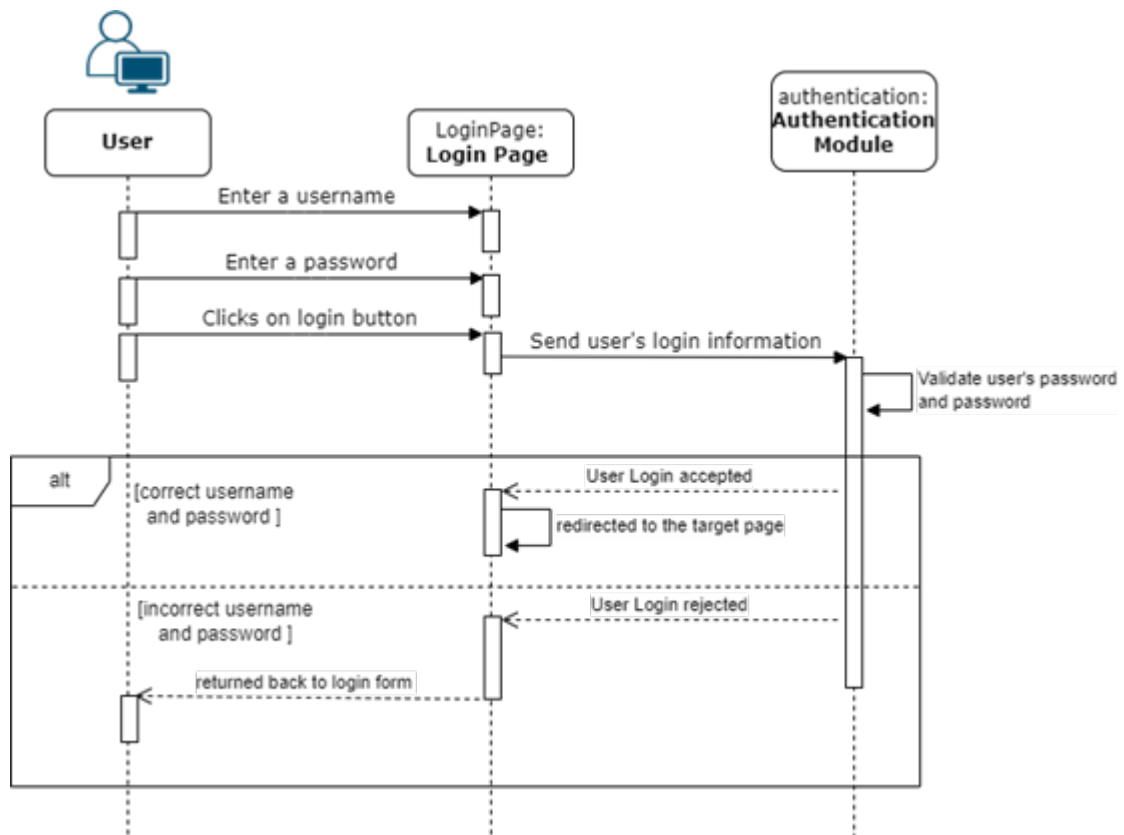 User
LoginPage:
Login Page
authentication:
Authentication
Module
Enter a username
Enter a password
Clicks on login button
Send user's login information
Validate user's password
and password
alt
[correct username
and password ]
User Login accepted
redirected to the target page
[incorrect username
and password ]
User Login rejected
returned back to login form